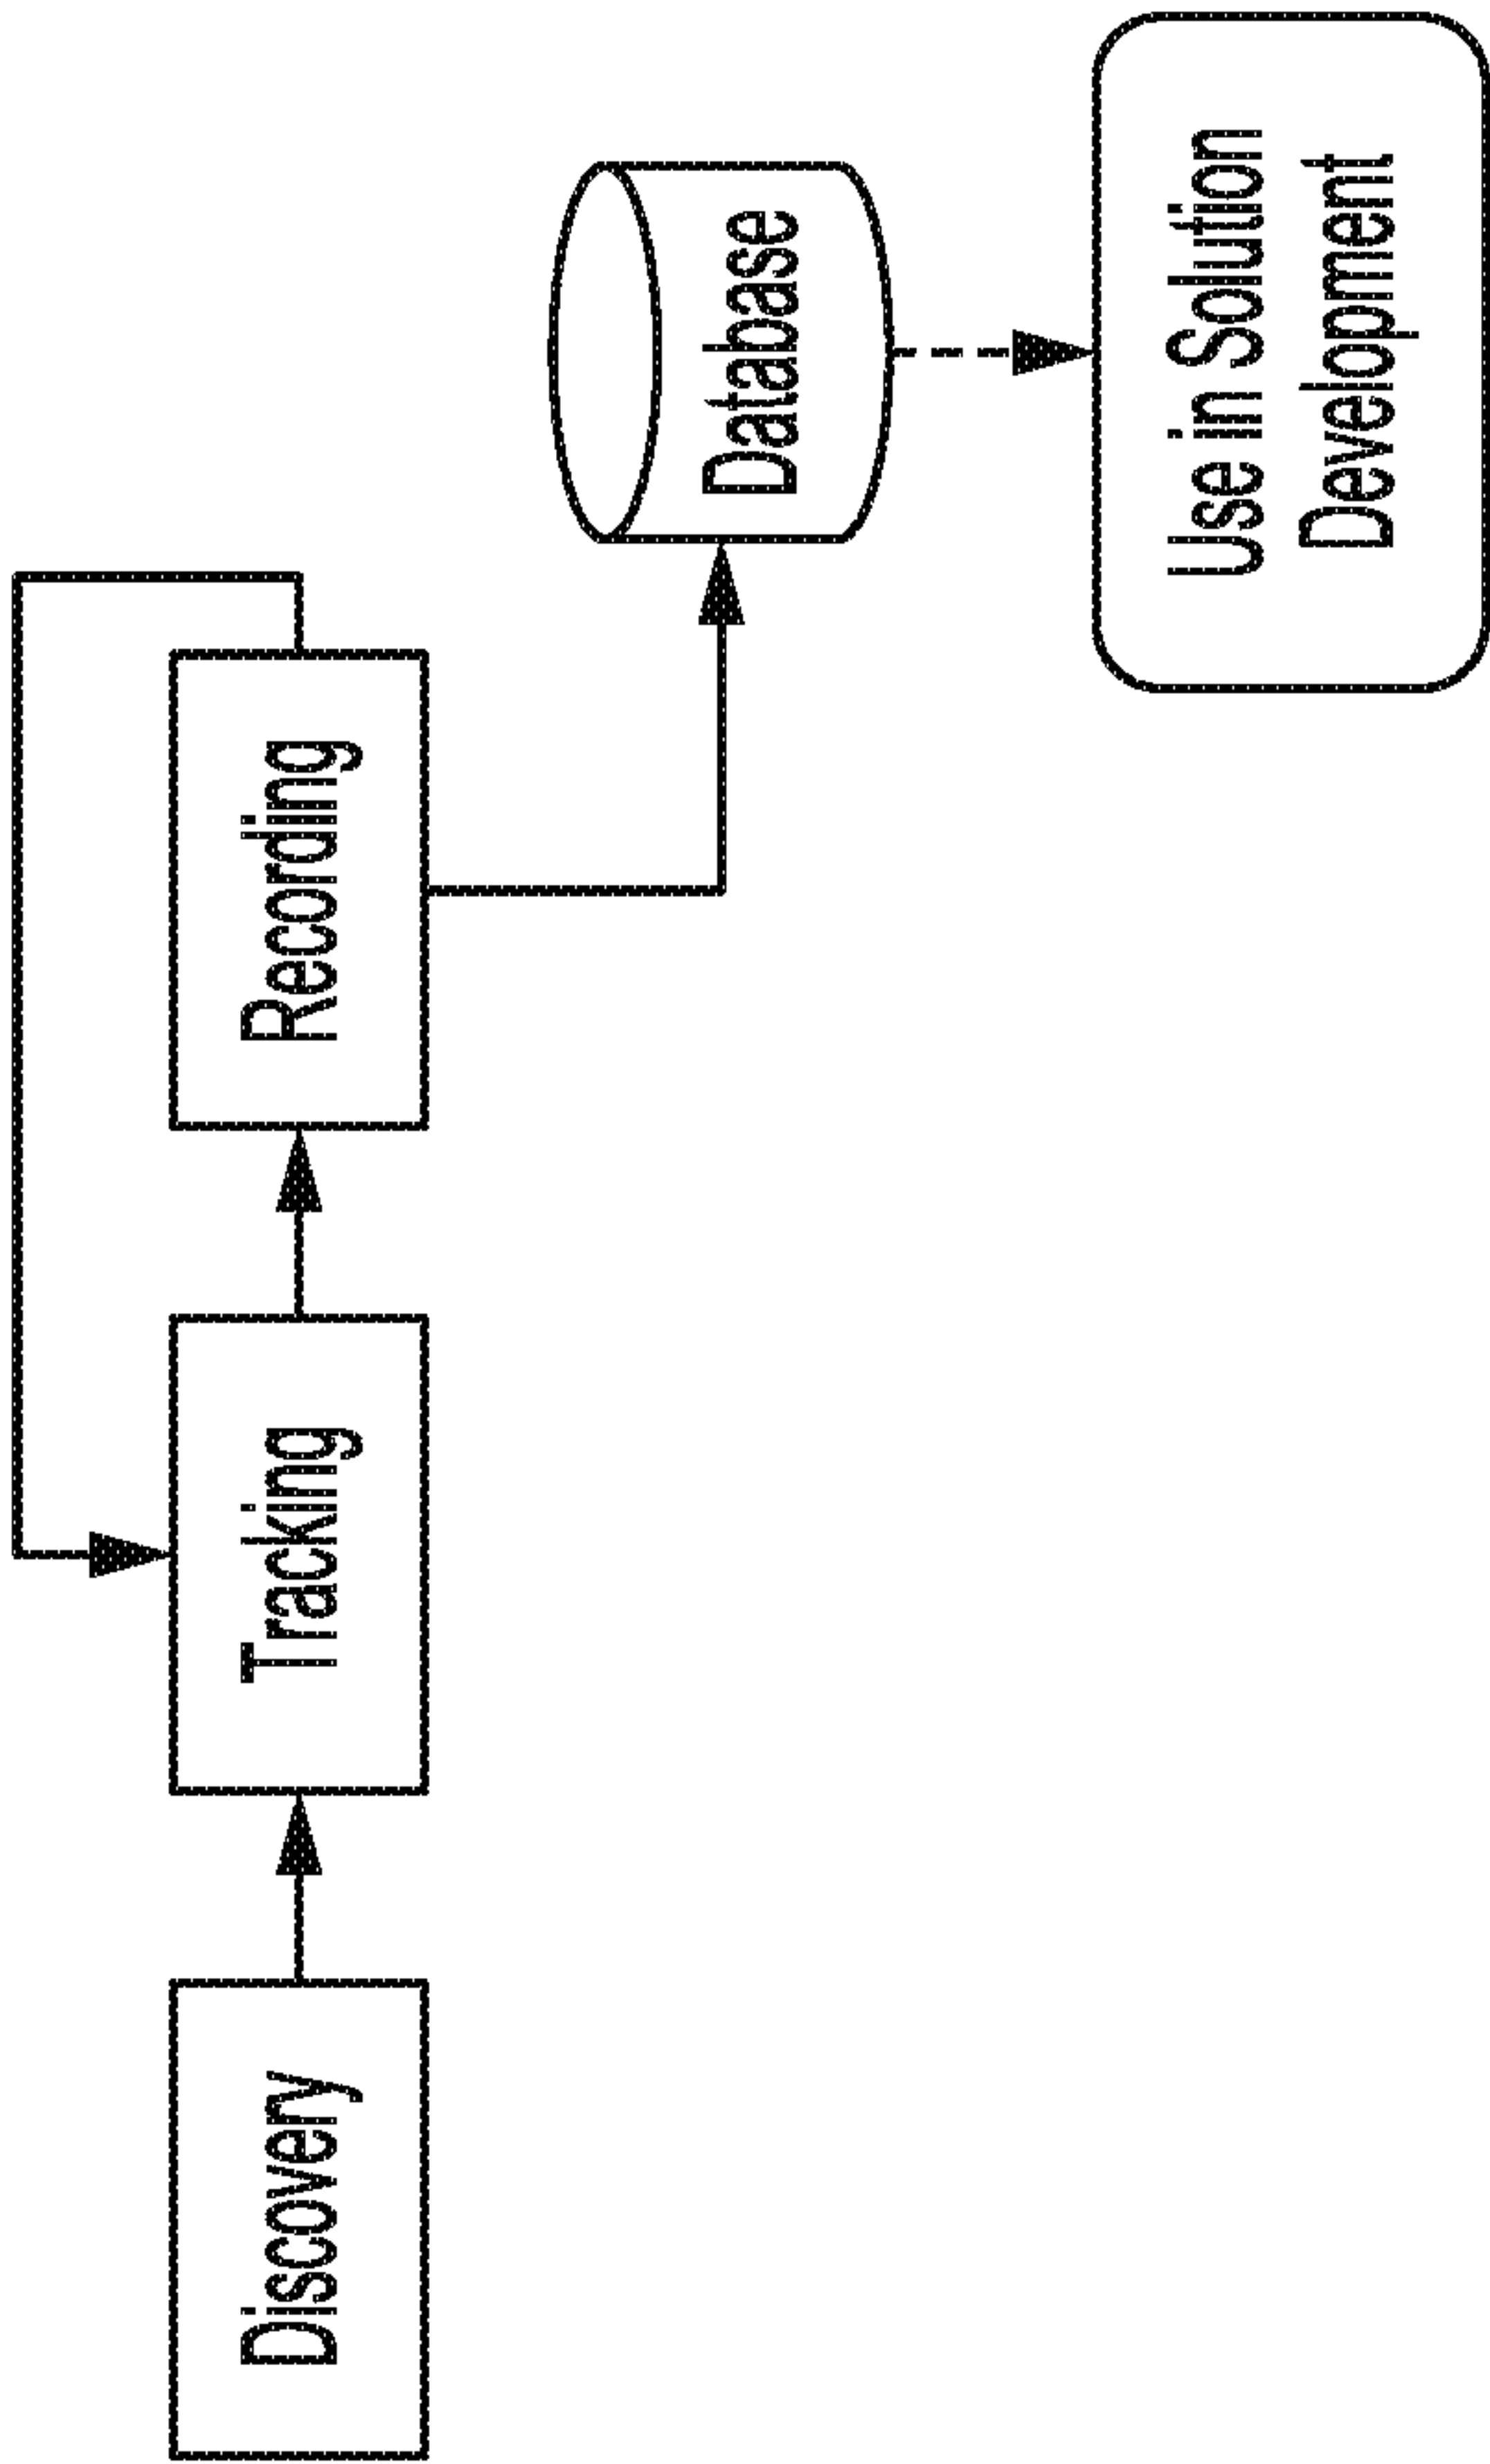 Discovery
Tracking
Recording
Database
Use in Solution
Development